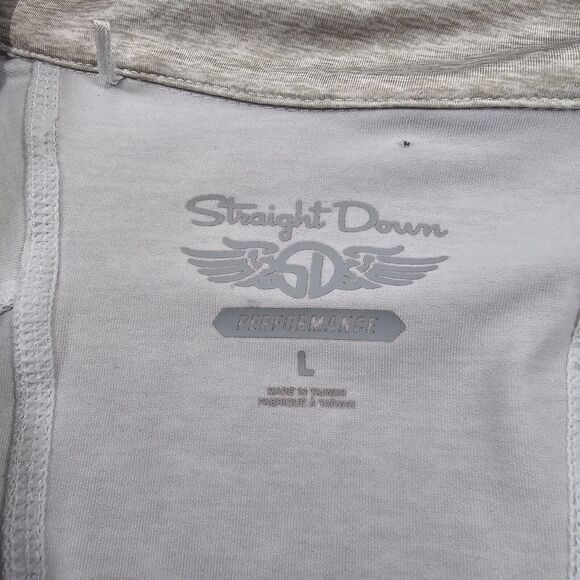 Straight Down
SD
PERFORMANCE
L
MADE IN TAIWAN
FABRIQUÉ À TAIWAN